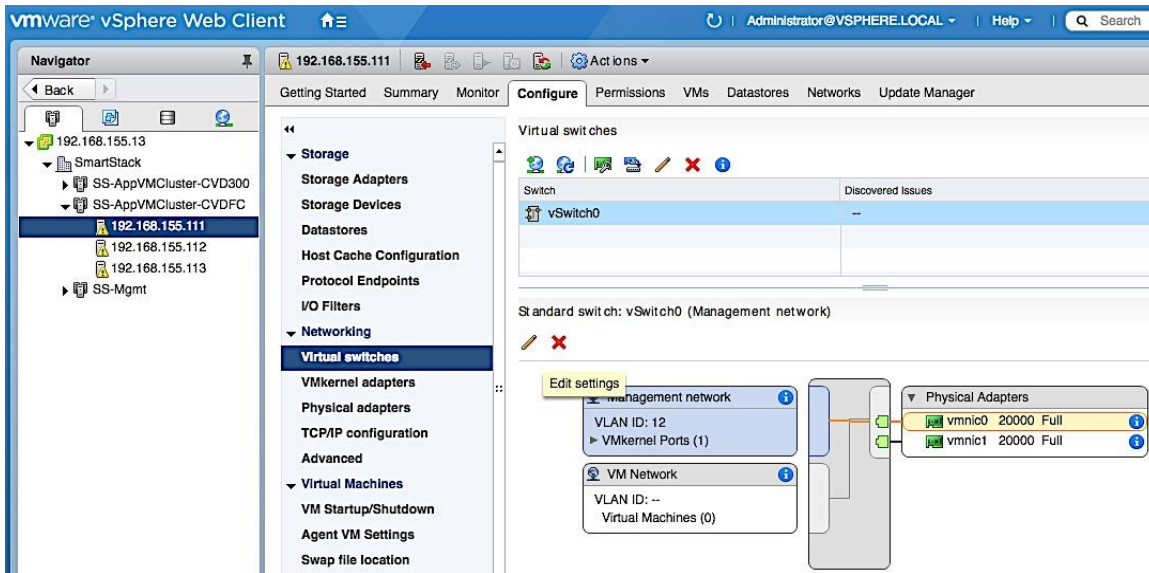 vmware® vSphere Web Client
Administrator@VSPHERE.LOCAL
Help
Search
Navigator
Back
192.168.155.13
SmartStack
SS-AppVMCluster-CVD300
SS-AppVMCluster-CVDFC
192.168.155.111
192.168.155.112
192.168.155.113
SS-Mgmt
192.168.155.111
Actions
Getting Started Summary Monitor Configure Permissions VMs Datastores Networks Update Manager
Storage
Storage Adapters
Storage Devices
Datastores
Host Cache Configuration
Protocol Endpoints
I/O Filters
Networking
Virtual switches
VMkernel adapters
Physical adapters
TCP/IP configuration
Advanced
Virtual Machines
VM Startup/Shutdown
Agent VM Settings
Swap file location
Virtual switches
Switch Discovered Issues
vSwitch0 --
Standard switch: vSwitch0 (Management network)
Edit settings
Management network
VLAN ID: 12
VMkernel Ports (1)
VM Network
VLAN ID: --
Virtual Machines (0)
Physical Adapters
vmnic0 20000 Full
vmnic1 20000 Full